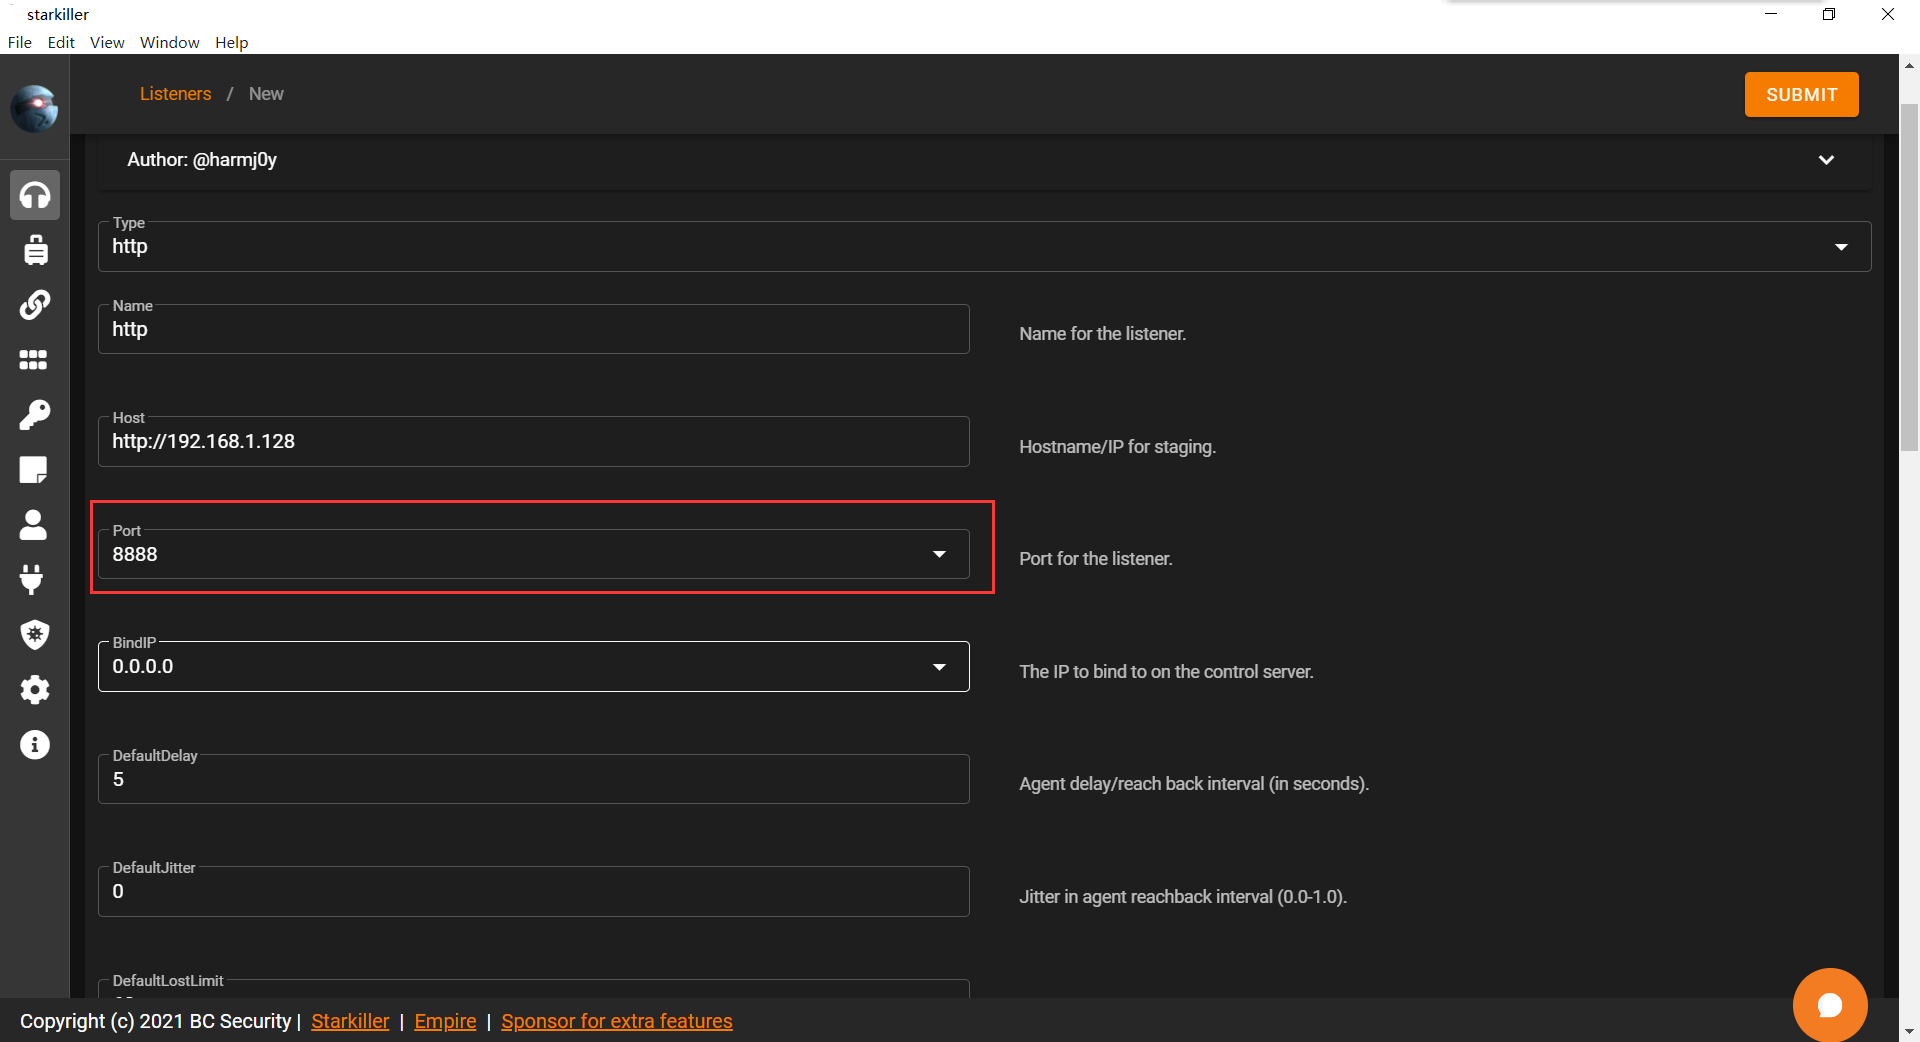 starkiller
File Edit View Window Help
Listeners / New
SUBMIT
Author: @harmj0y
Type
http
Name
http
Name for the listener.
Host
http://192.168.1.128
Hostname/IP for staging.
Port
8888
Port for the listener.
BindIP
0.0.0.0
The IP to bind to on the control server.
DefaultDelay
5
Agent delay/reach back interval (in seconds).
DefaultJitter
0
Jitter in agent reachback interval (0.0-1.0).
DefaultLostLimit
Copyright (c) 2021 BC Security | Starkiller | Empire | Sponsor for extra features